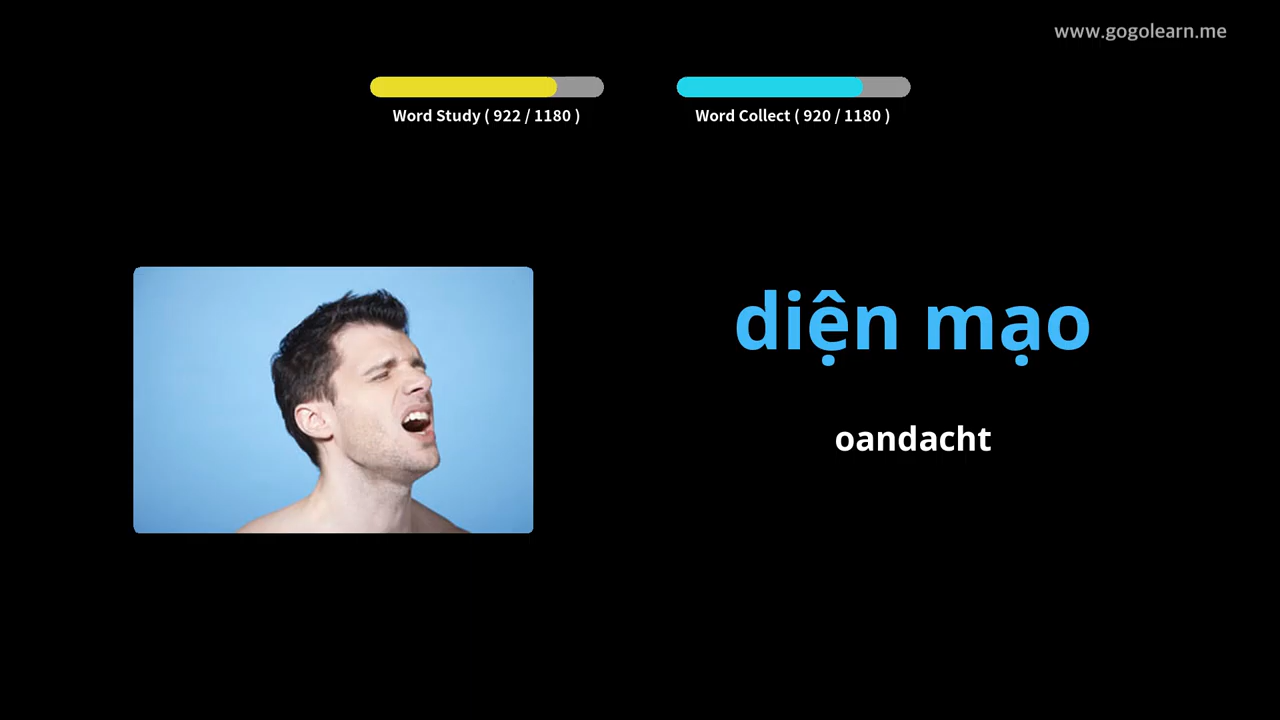 www.gogolearn.me
Word Study ( 922 / 1180 )
Word Collect ( 920 / 1180 )
diện mạo
oandacht